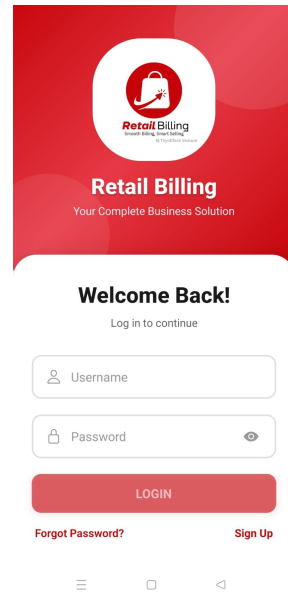 Retail Billing
Smooth Billing, Smart Selling
Retail Billing
Your Complete Business Solution
Welcome Back!
Log in to continue
Username
Password
LOGIN
Forgot Password? Sign Up